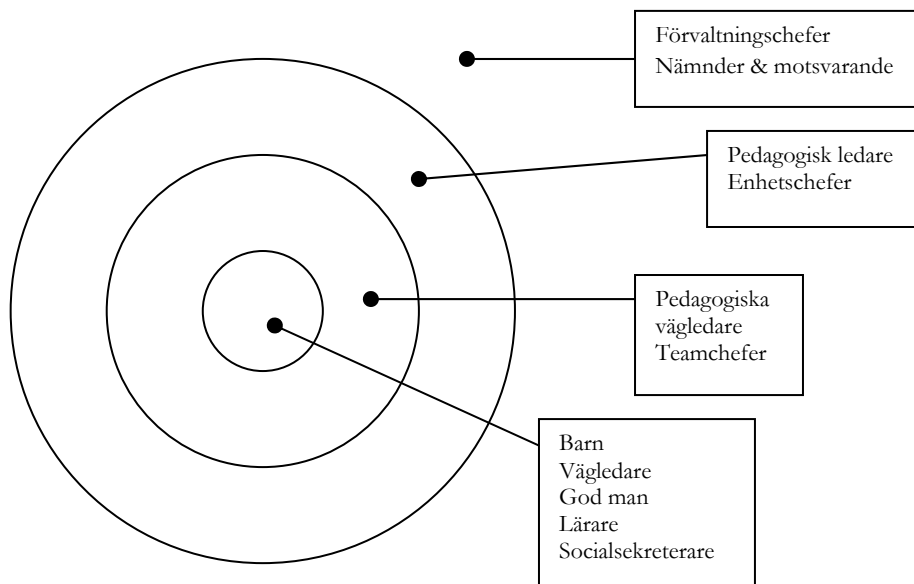 Förvaltningschefer
Nämnder & motsvarande
Pedagogisk ledare
Enhetschefer
Pedagogiska
vägledare
Teamchefer
Barn
Vägledare
God man
Lärare
Socialsekreterare